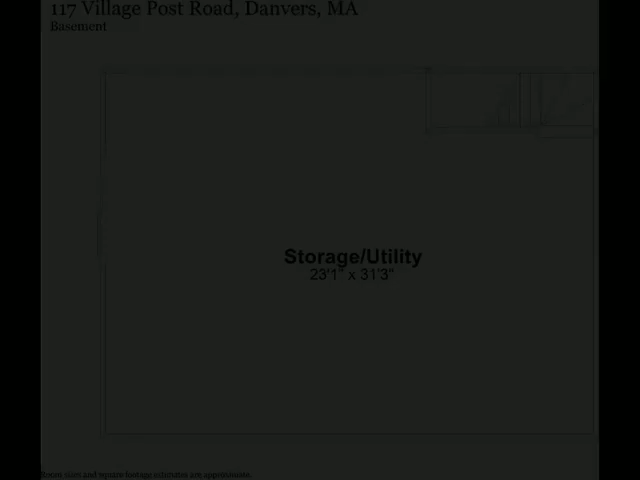 117 Village Post Road, Danvers, MA
Basement
Storage/Utility
23'1" x 31'3"
Room sizes and square footage estimates are approximate.